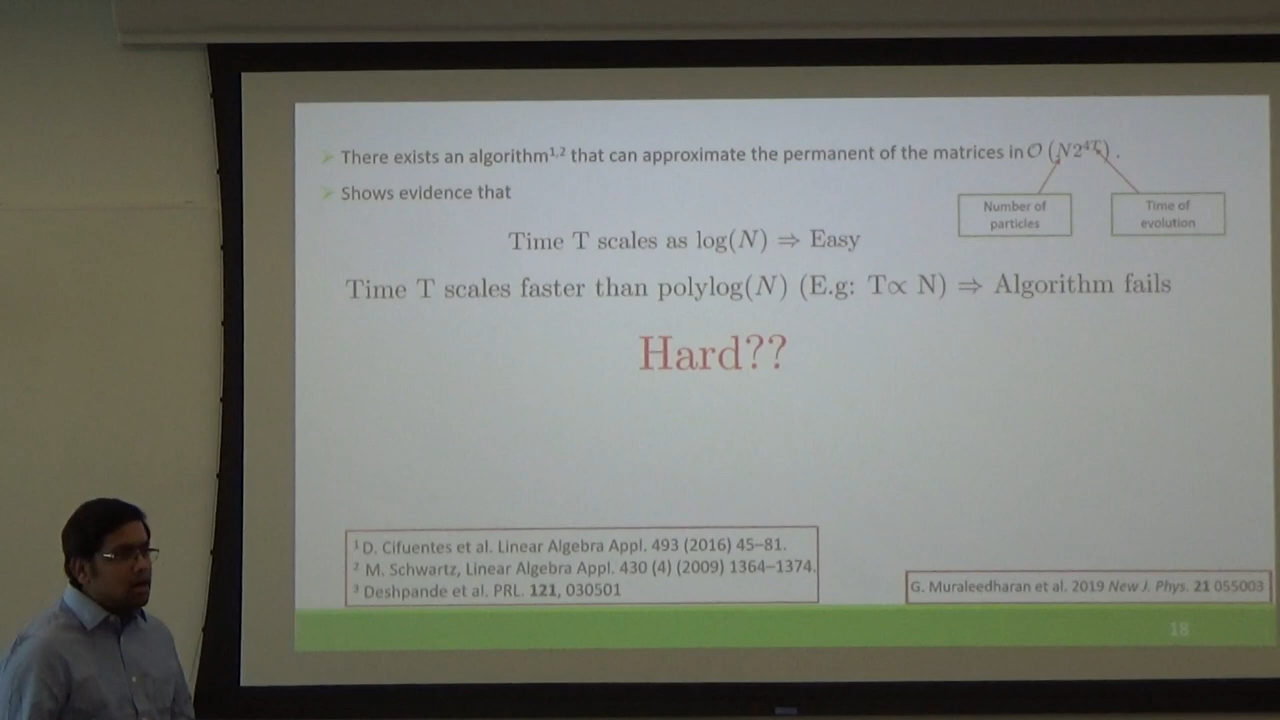 There exists an algorithm¹,² that can approximate the permanent of the matrices in 𝒪 (N2⁴ᵀ).
Shows evidence that
Number of particles
Time of evolution
Time T scales as log(N) ⇒ Easy
Time T scales faster than polylog(N) (E.g: T∝ N) ⇒ Algorithm fails
Hard??
¹ D. Cifuentes et al. Linear Algebra Appl. 493 (2016) 45–81.
² M. Schwartz, Linear Algebra Appl. 430 (4) (2009) 1364–1374.
³ Deshpande et al. PRL. 121, 030501
G. Muraleedharan et al. 2019 New J. Phys. 21 055003
18